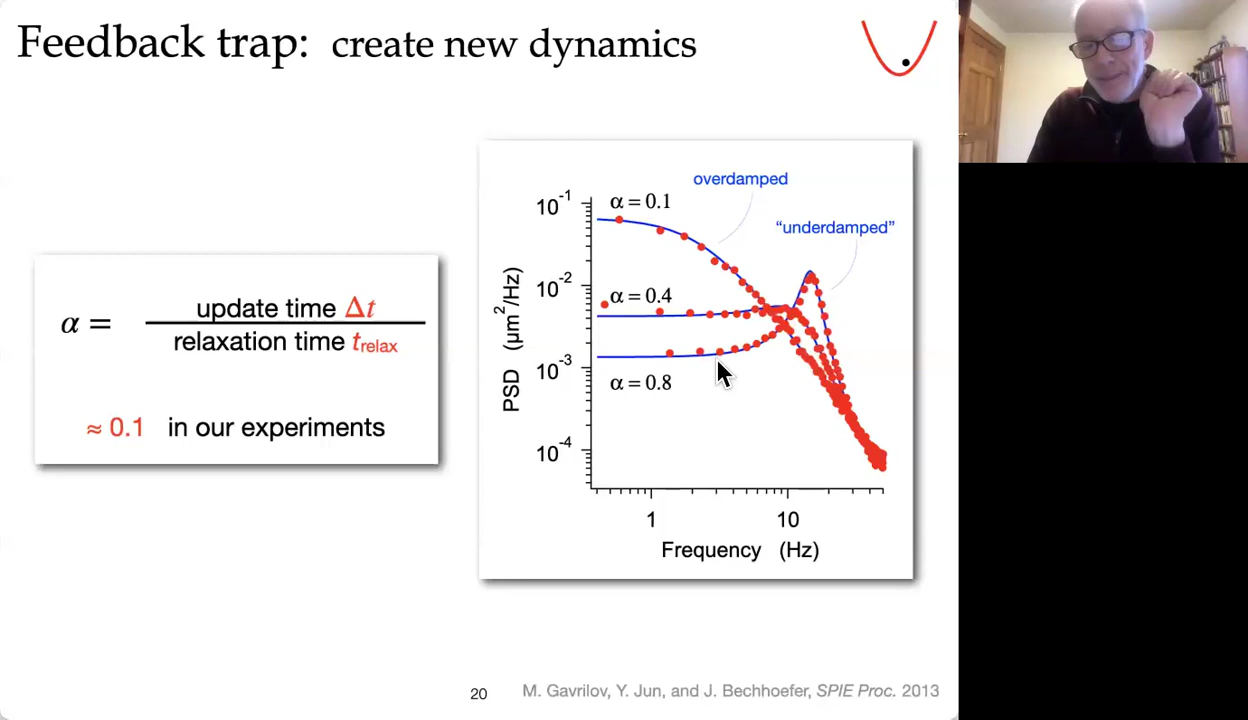 Feedback trap: create new dynamics
α = update time Δt
relaxation time t_relax
≈ 0.1 in our experiments
overdamped
"underdamped"
α = 0.1
α = 0.4
α = 0.8
10^-1
10^-2
10^-3
10^-4
PSD (μm²/Hz)
1 10
Frequency (Hz)
20 M. Gavrilov, Y. Jun, and J. Bechhoefer, SPIE Proc. 2013